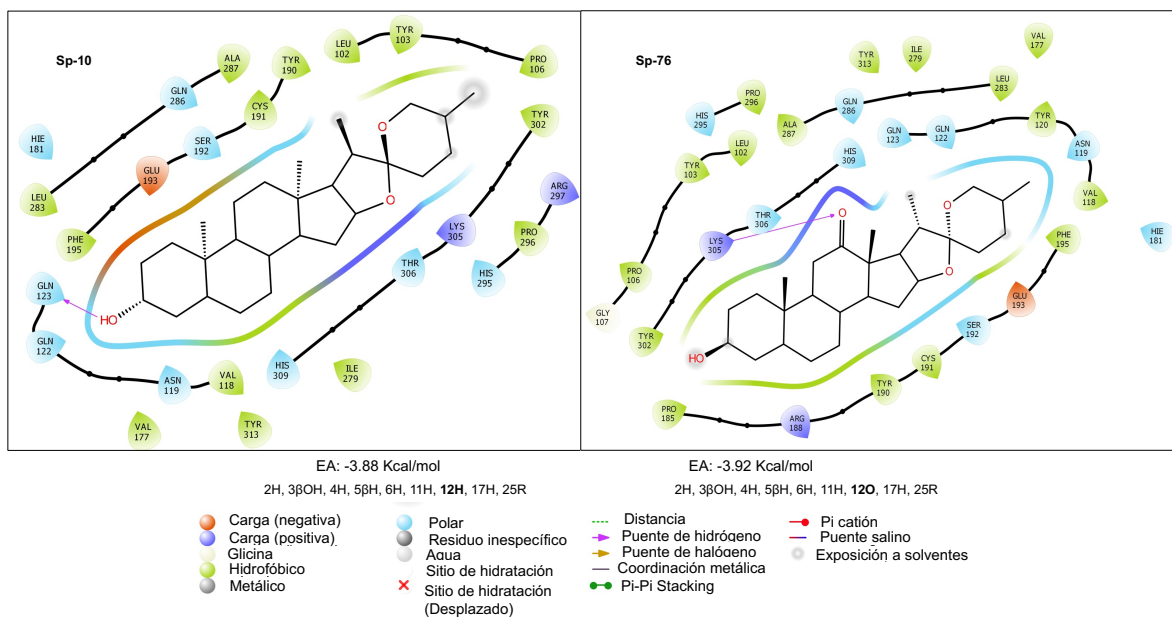 Sp-10
LEU 102
TYR 103
PRO 106
TYR 190
ALA 287
GLN 286
CYS 191
SER 192
GLU 193
HIE 181
LEU 283
PHE 195
GLN 123
GLN 122
ASN 119
VAL 118
VAL 177
TYR 313
HIS 309
ILE 279
THR 306
LYS 305
HIS 295
PRO 296
ARG 297
TYR 302
HO
O
O
Sp-76
VAL 177
ILE 279
TYR 313
LEU 283
PRO 296
HIS 295
GLN 286
ALA 287
GLN 123
GLN 122
TYR 120
ASN 119
VAL 118
HIE 181
LEU 102
TYR 103
HIS 309
THR 306
LYS 305
PRO 106
GLY 107
TYR 302
PHE 195
GLU 193
SER 192
CYS 191
TYR 190
ARG 188
PRO 185
O
O
O
HO
EA: -3.88 Kcal/mol
2H, 3βOH, 4H, 5βH, 6H, 11H, 12H, 17H, 25R
EA: -3.92 Kcal/mol
2H, 3βOH, 4H, 5βH, 6H, 11H, 12O, 17H, 25R
Carga (negativa)
Carga (positiva)
Glicina
Hidrofóbico
Metálico
Polar
Residuo inespecífico
Agua
Sitio de hidratación
Sitio de hidratación
(Desplazado)
Distancia
Puente de hidrógeno
Puente de halógeno
Coordinación metálica
Pi-Pi Stacking
Pi catión
Puente salino
Exposición a solventes